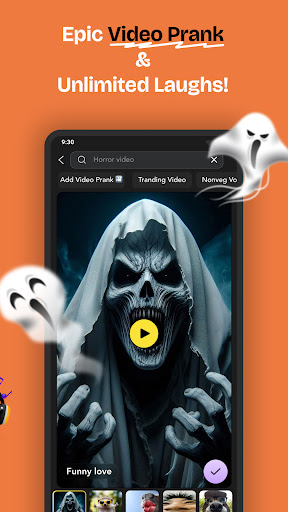 Epic Video Prank
&
Unlimited Laughs!
9:30
Horror video
Add Video Prank
Tranding Video
Nonveg Vo
Funny love